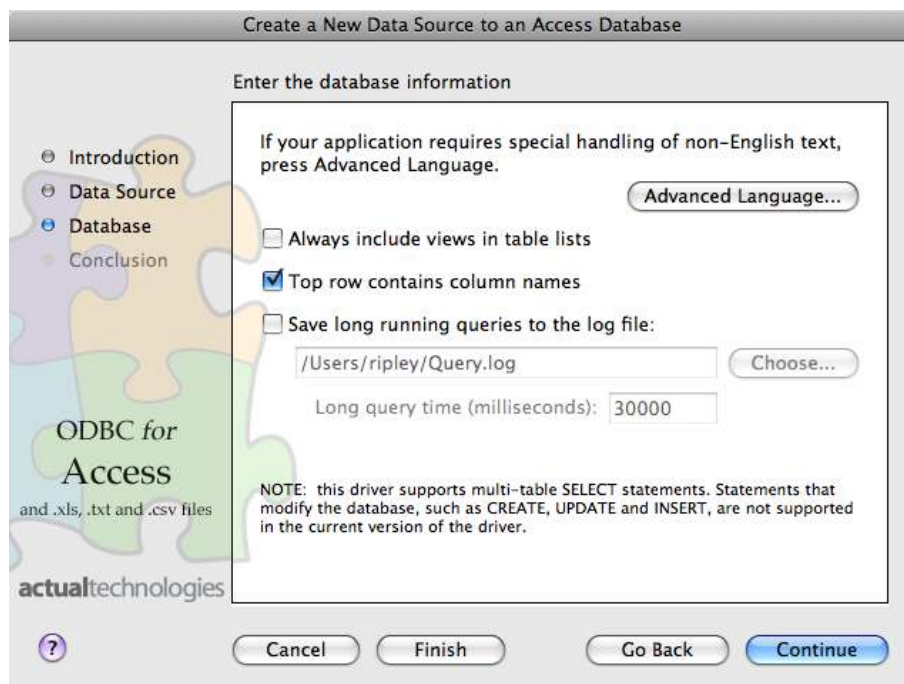 Create a New Data Source to an Access Database
Enter the database information
Introduction
Data Source
Database
Conclusion
ODBC for
Access
and .xls, .txt and .csv files
actualtechnologies
If your application requires special handling of non-English text,
press Advanced Language.
Advanced Language...
Always include views in table lists
Top row contains column names
Save long running queries to the log file:
/Users/ripley/Query.log
Choose...
Long query time (milliseconds): 30000
NOTE: this driver supports multi-table SELECT statements. Statements that
modify the database, such as CREATE, UPDATE and INSERT, are not supported
in the current version of the driver.
?
Cancel
Finish
Go Back
Continue